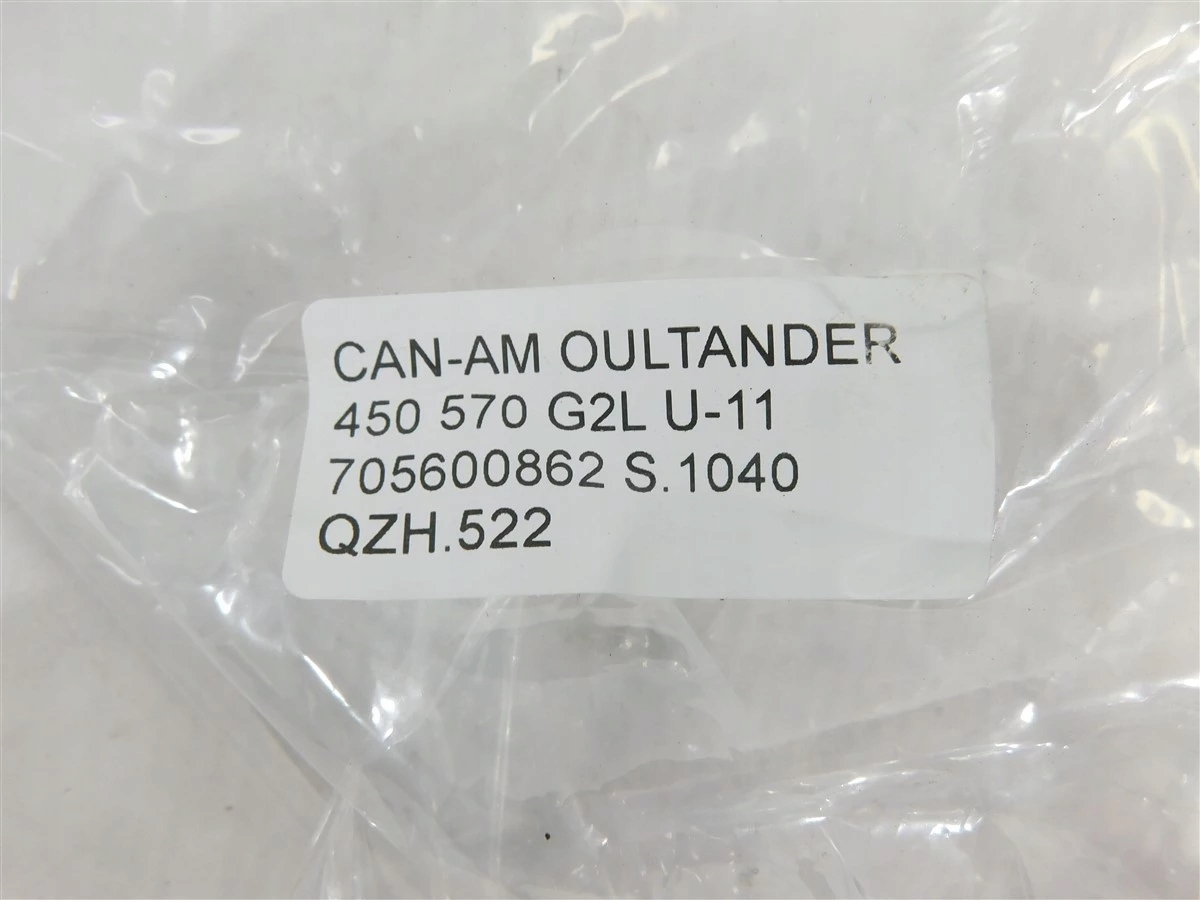 CAN-AM OULTANDER
450 570 G2L U-11
705600862 S.1040
QZH.522